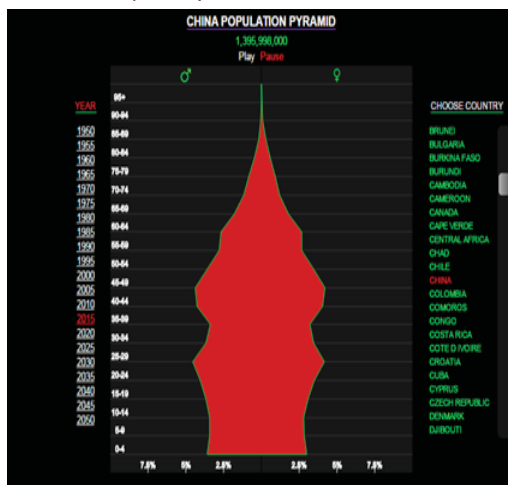 CHINA POPULATION PYRAMID
1,395,998,000
Play Pause
♂ ♀
YEAR
1950
1955
1960
1965
1970
1975
1980
1985
1990
1995
2000
2005
2010
2015
2020
2025
2030
2035
2040
2045
2050
95+
90-94
85-89
80-84
75-79
70-74
65-69
60-64
55-59
50-54
45-49
40-44
35-39
30-34
25-29
20-24
15-19
10-14
5-9
0-4
7.5% 5% 2.5% 2.5% 5% 7.5%
CHOOSE COUNTRY
BRUNEI
BULGARIA
BURKINA FASO
BURUNDI
CAMBODIA
CAMEROON
CANADA
CAPE VERDE
CENTRAL AFRICA
CHAD
CHILE
CHINA
COLOMBIA
COMOROS
CONGO
COSTA RICA
COTE D IVOIRE
CROATIA
CUBA
CYPRUS
CZECH REPUBLIC
DENMARK
DJIBOUTI